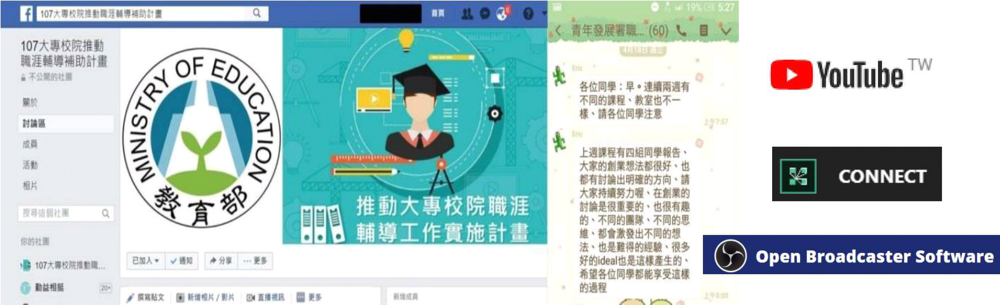 107大專校院推動職涯輔導補助計畫
首頁
6
107大專校院推動
職涯輔導補助計畫
不公開的社團
關於
討論區
成員
活動
相片
搜尋這個社團
你的社團
107大專校院推動職...
勤益相挺
20+
MINISTRY OF EDUCATION
教育部
推動大專校院職涯
輔導工作實施計畫
已加入
通知
分享
更多
撰寫貼文
新增相片 / 影片
直播視訊
更多
新增成員
19%
5:27
青年發展署職... (60)
4月18日 週三
Eric
各位同學：早。連續兩週有
不同的課程、教室也不一
樣、請各位同學注意
上午7:57
Eric
上週課程有四組同學報告、
大家的創業想法都很好、也
都有討論出明確的方向、請
大家持續努力喔、在創業的
討論是很重要的、也很有趣
的、不同的團隊、不同的思
維、都會激發出不同的想
法、也是難得的經驗、很多
好的ideal也是這樣產生的、
希望各位同學都能享受這樣
的過程
上午8:00
YouTube TW
CONNECT
Open Broadcaster Software